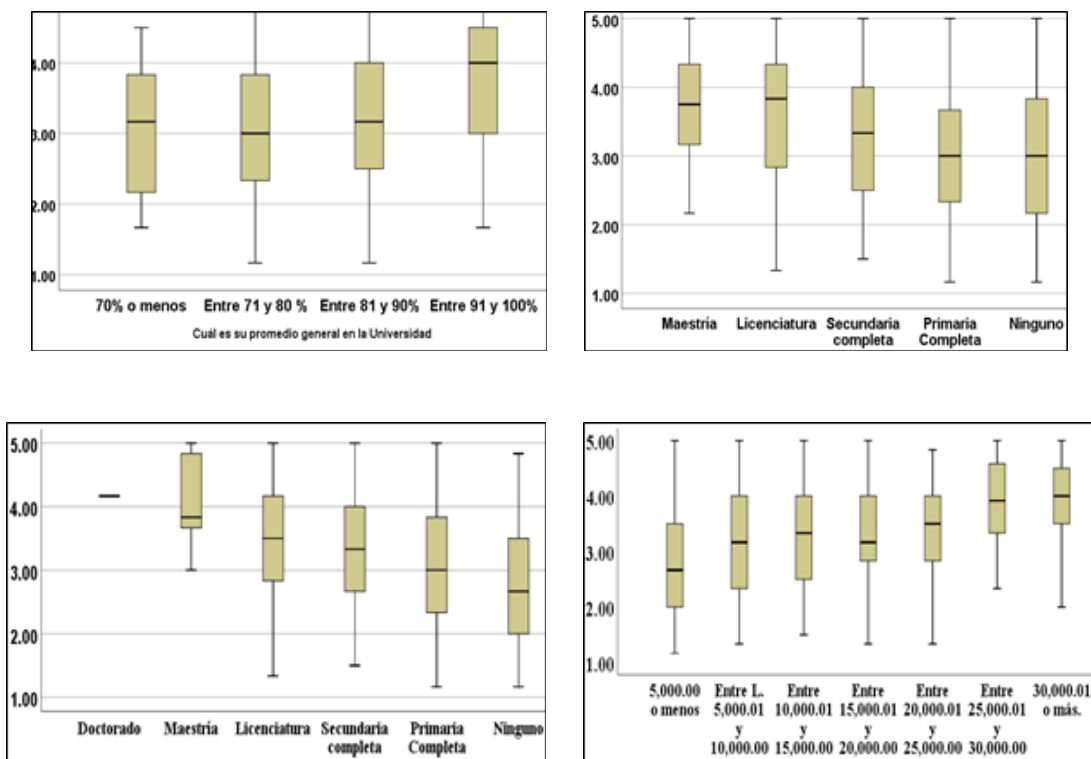 4.00
3.00
2.00
1.00
70% o menos Entre 71 y 80 % Entre 81 y 90% Entre 91 y 100%
Cuál es su promedio general en la Universidad
5.00
4.00
3.00
2.00
1.00
Maestría Licenciatura Secundaria Primaria Ninguno
completa Completa
5.00
4.00
3.00
2.00
1.00
Doctorado Maestría Licenciatura Secundaria Primaria Ninguno
completa Completa
5.00
4.00
3.00
2.00
1.00
5,000.00 Entre L. Entre Entre Entre Entre 30,000.01
o menos 5,000.01 10,000.01 15,000.01 20,000.01 25,000.01 o más.
y y y y y
10,000.00 15,000.00 20,000.00 25,000.00 30,000.00